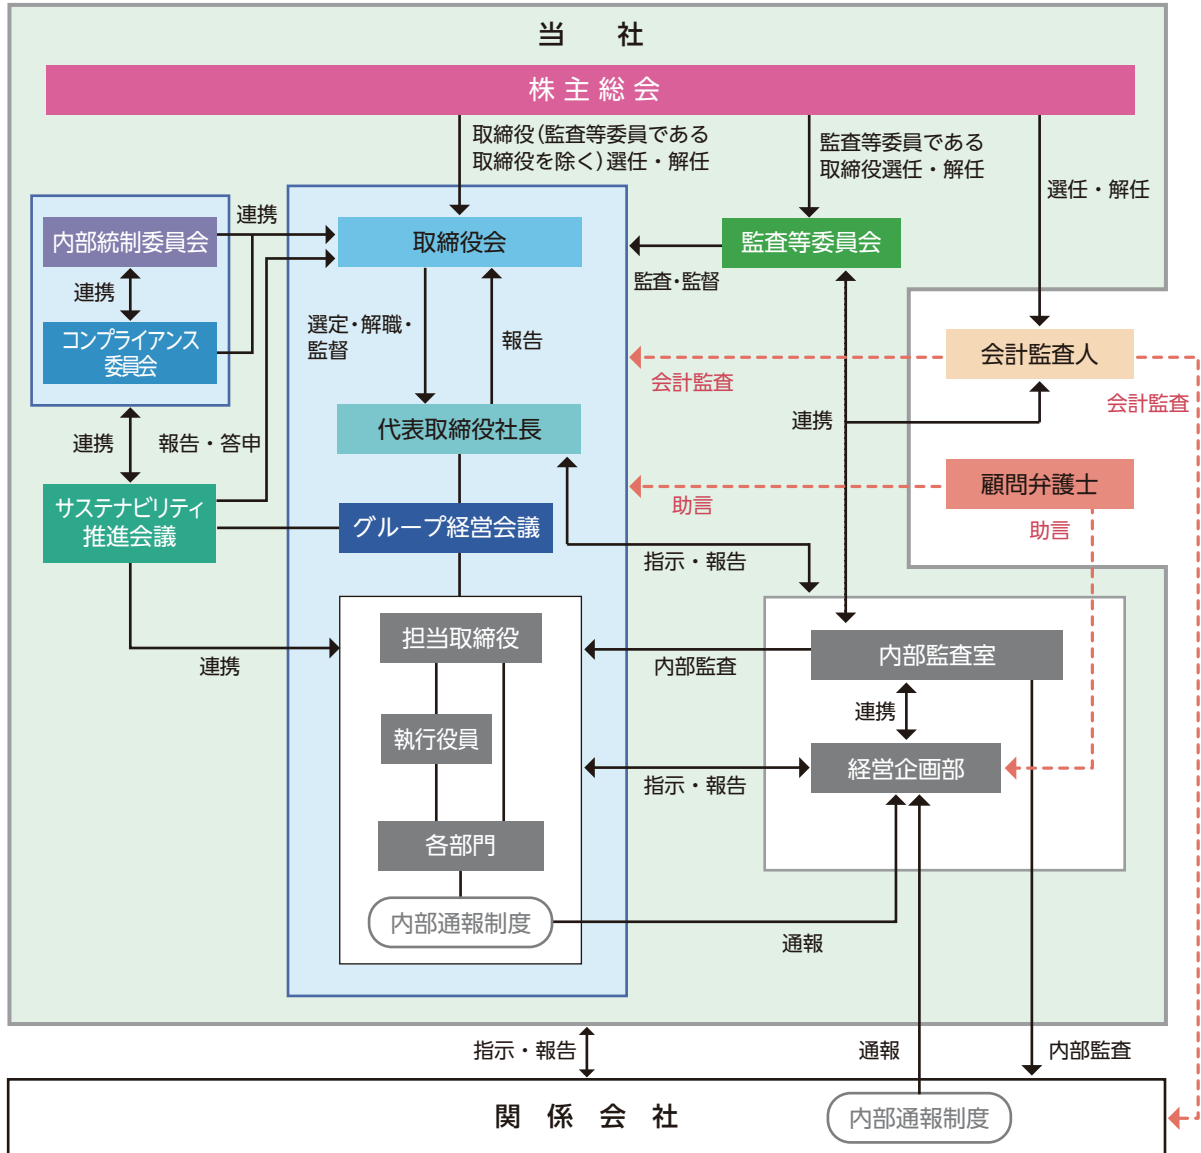 当　社
株主総会
取締役（監査等委員である
取締役を除く）選任・解任
監査等委員である
取締役選任・解任
選任・解任
連携
内部統制委員会
取締役会
監査等委員会
監査・監督
連携
コンプライアンス
委員会
選定・解職・
監督
報告
会計監査人
会計監査
会計監査
代表取締役社長
連携
連携
報告・答申
顧問弁護士
助言
助言
サステナビリティ
推進会議
グループ経営会議
指示・報告
担当取締役
連携
内部監査
内部監査室
連携
執行役員
経営企画部
指示・報告
各部門
内部通報制度
通報
指示・報告
通報
内部監査
関係会社
内部通報制度